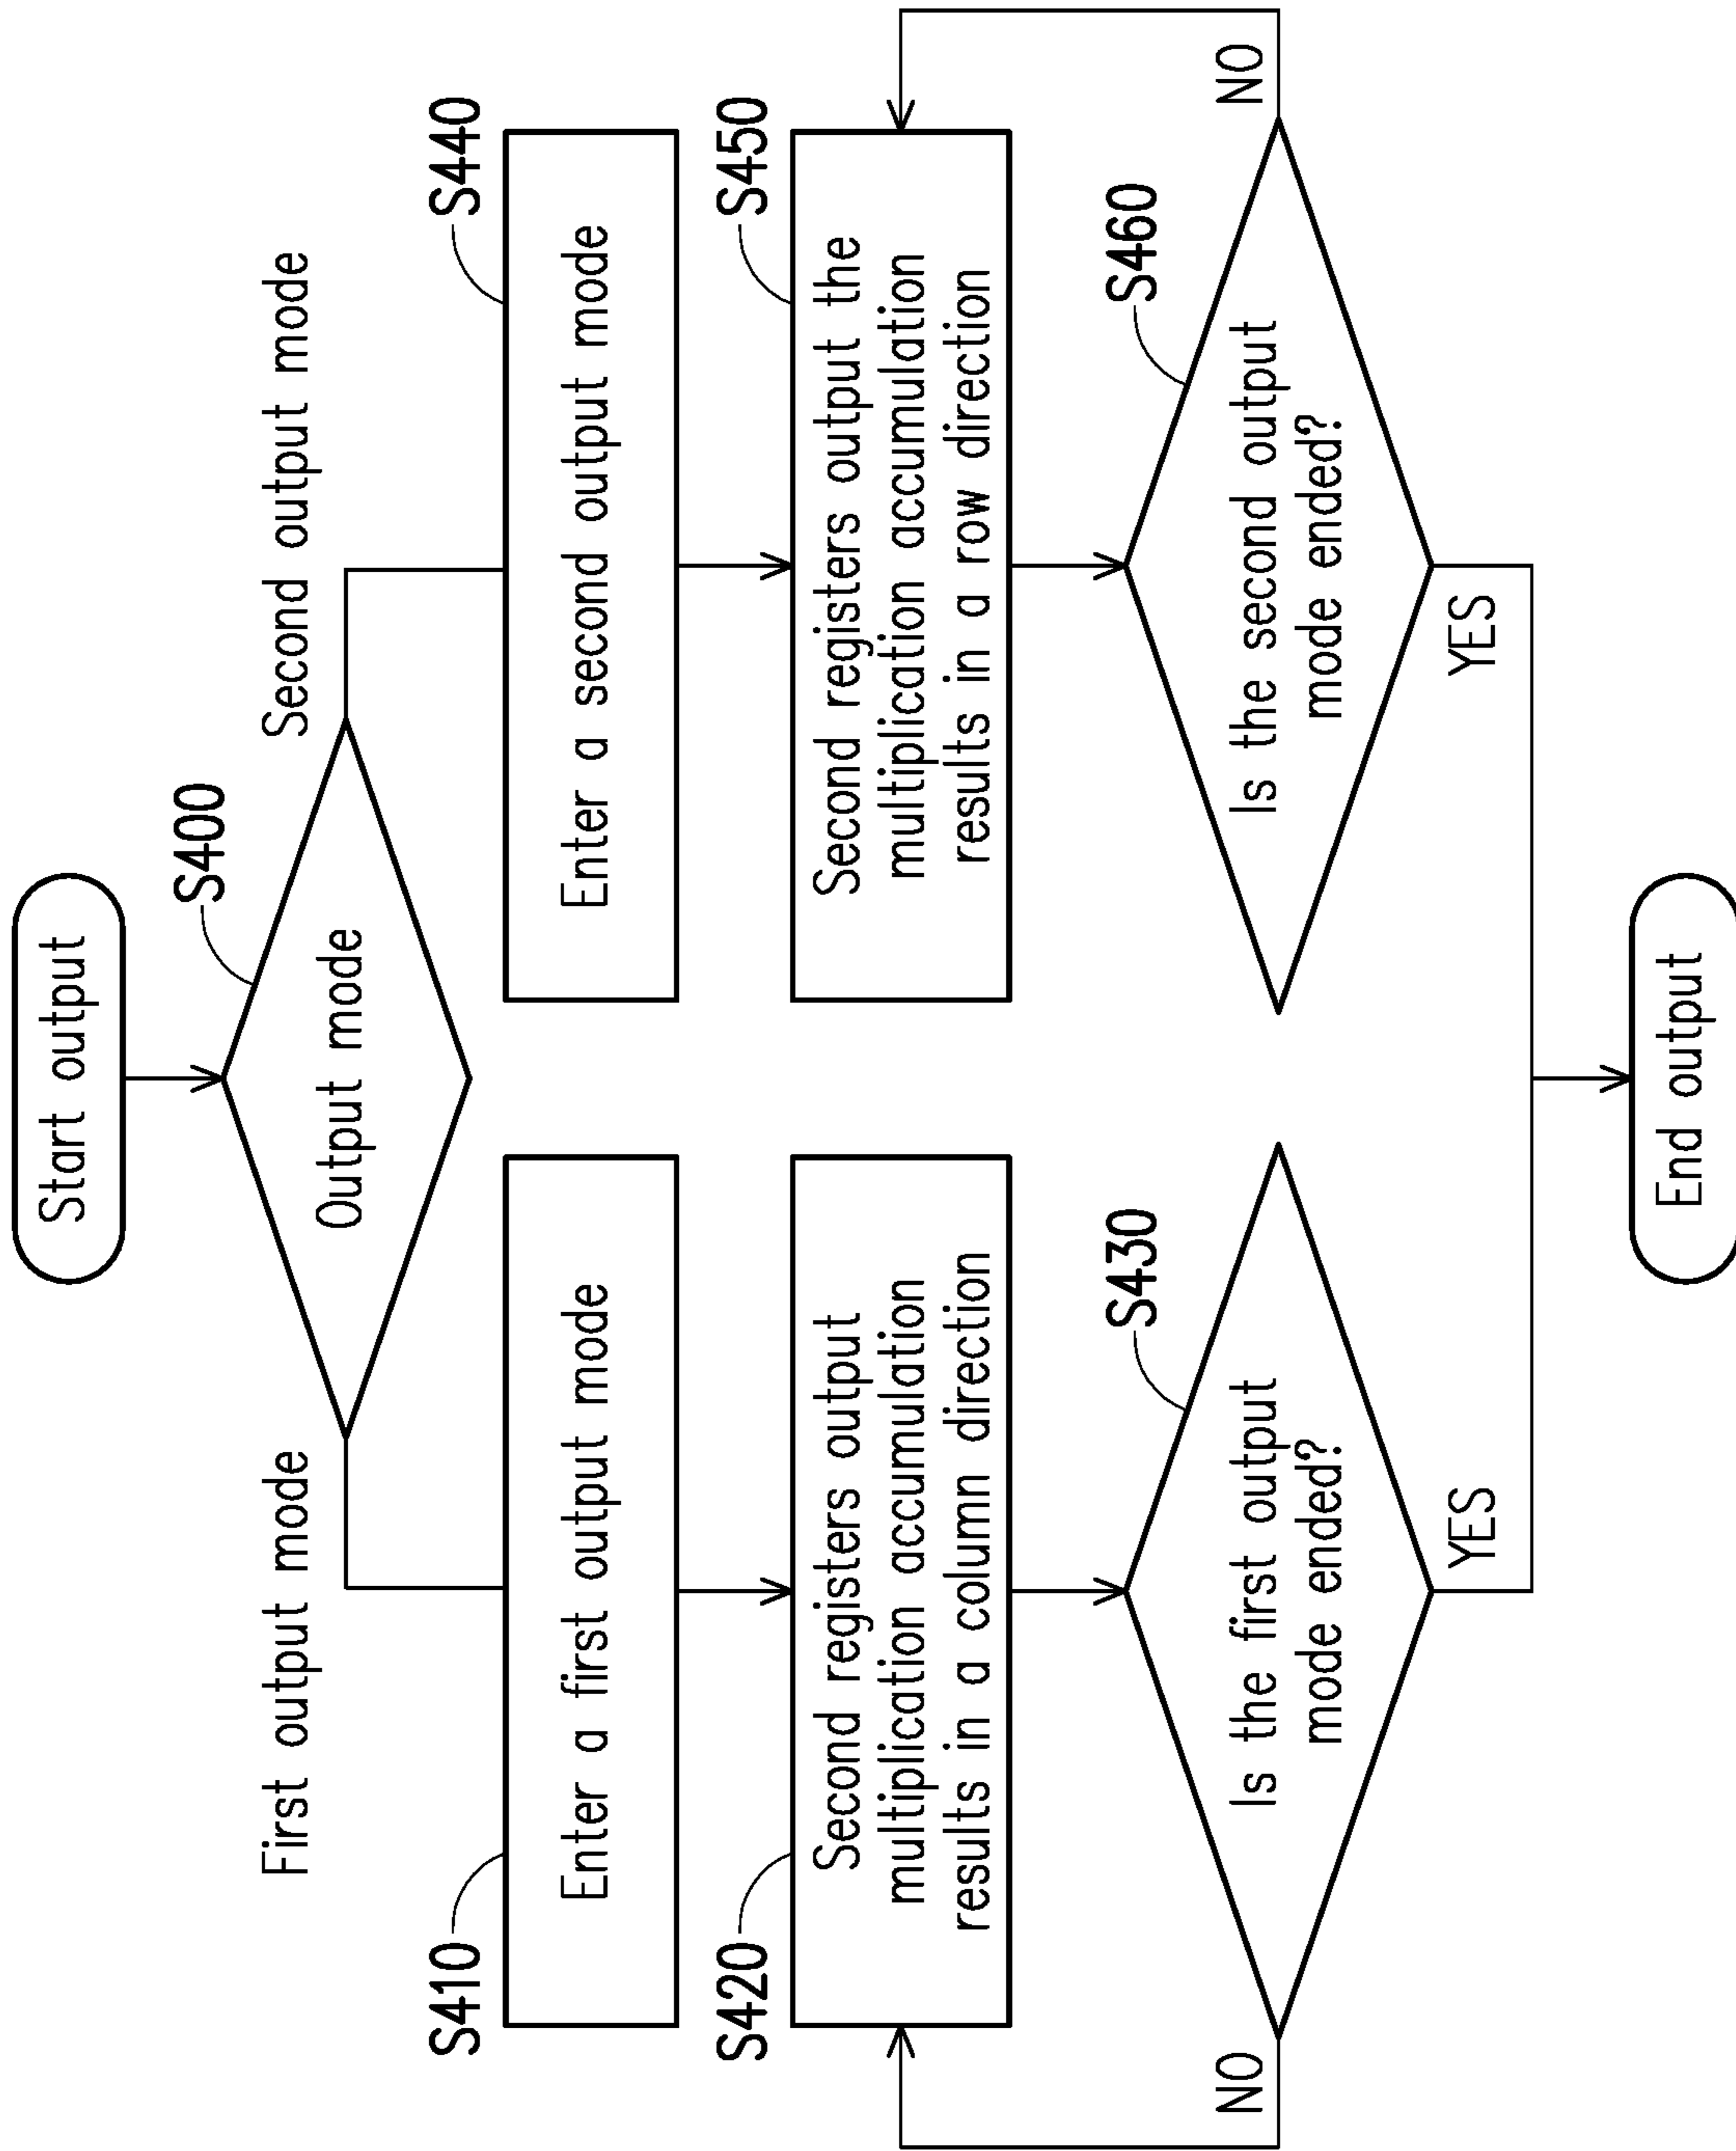 Start output
S400
Output mode
First output mode
Second output mode
S410
Enter a first output mode
S440
Enter a second output mode
S420
Second registers output
multiplication accumulation
results in a column direction
S450
Second registers output the
multiplication accumulation
results in a row direction
S430
Is the first output
mode ended?
NO
YES
S460
Is the second output
mode ended?
NO
YES
End output